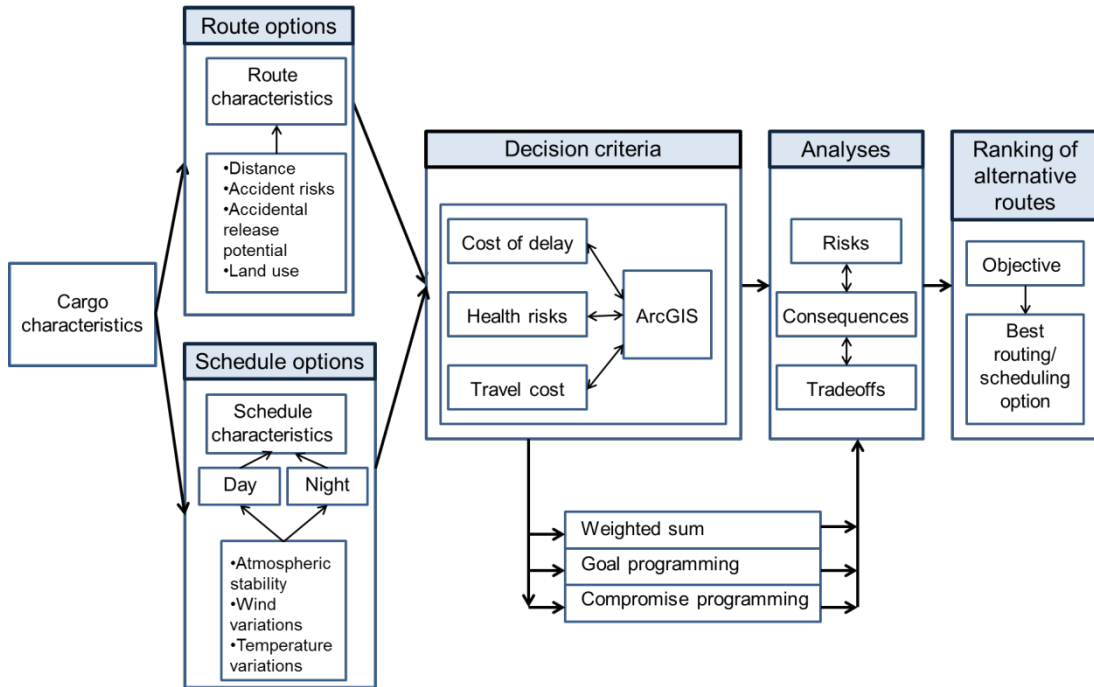 Route options
Route
characteristics
•Distance
•Accident risks
•Accidental
release
potential
•Land use
Cargo
characteristics
Schedule options
Schedule
characteristics
Day
Night
•Atmospheric
stability
•Wind
variations
•Temperature
variations
Decision criteria
Cost of delay
Health risks
Travel cost
ArcGIS
Weighted sum
Goal programming
Compromise programming
Analyses
Risks
Consequences
Tradeoffs
Ranking of
alternative
routes
Objective
Best
routing/
scheduling
option